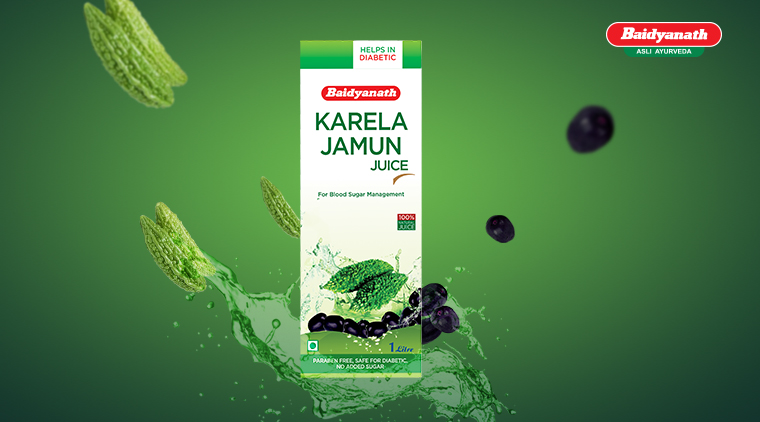 Baidyanath
ASLI AYURVEDA
HELPS IN
DIABETIC
Baidyanath
KARELA
JAMUN
JUICE
For Blood Sugar Management
100%
NATURAL
JUICE
1 Litre
PARABEN FREE, SAFE FOR DIABETIC,
NO ADDED SUGAR